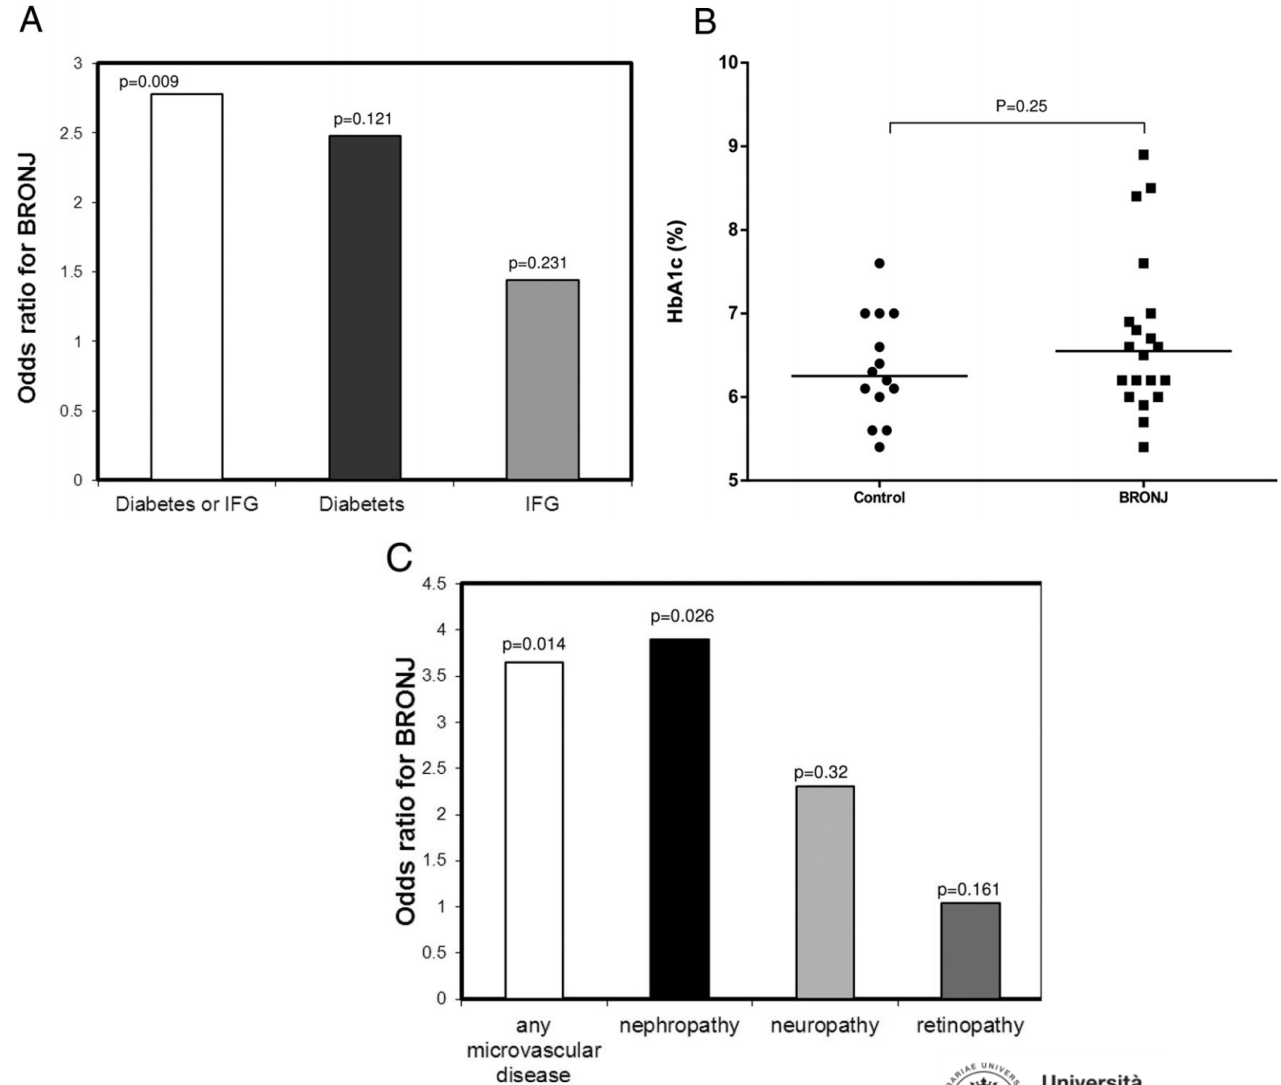 A
Odds ratio for BRONJ
3
2.5
2
1.5
1
0.5
0
p=0.009
p=0.121
p=0.231
Diabetes or IFG
Diabetets
IFG
B
HbA1c (%)
10
9
8
7
6
5
P=0.25
Control
BRONJ
C
Odds ratio for BRONJ
4.5
4
3.5
3
2.5
2
1.5
1
0.5
0
p=0.014
p=0.026
p=0.32
p=0.161
any
microvascular
disease
nephropathy
neuropathy
retinopathy
ARIAE UNIVERS
Università